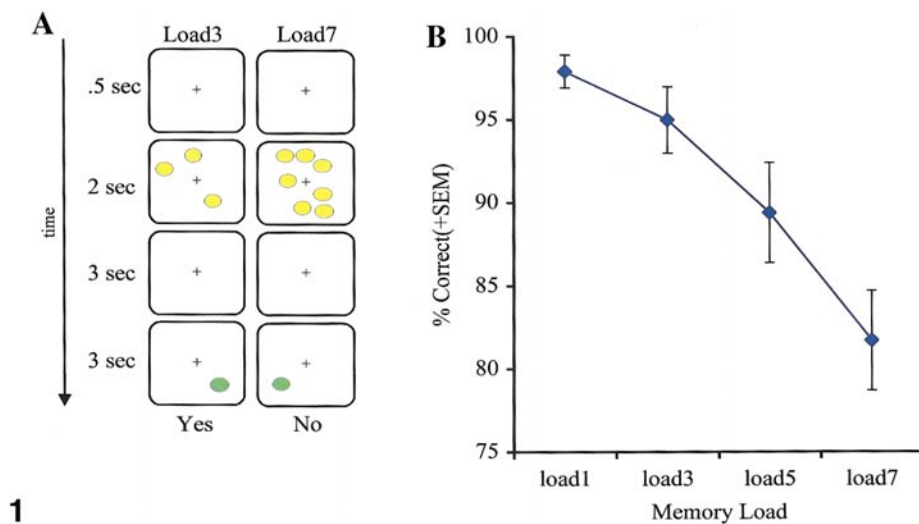 A
Load3 Load7
.5 sec
2 sec
3 sec
3 sec
time
Yes No
1
B
% Correct(+SEM)
100
95
90
85
80
75
load1 load3 load5 load7
Memory Load